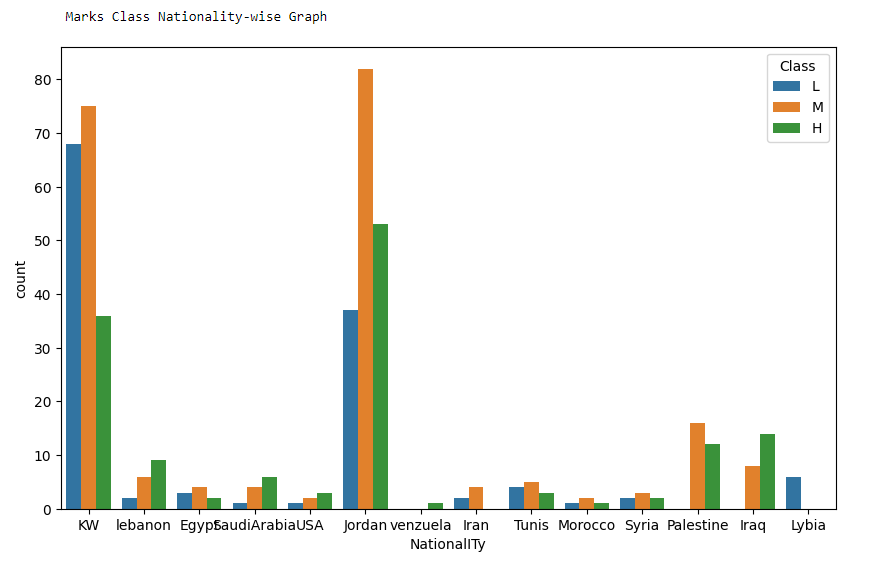 Marks Class Nationality-wise Graph
Class
L
M
H
80
70
60
50
40
30
20
10
0
count
KW lebanon Egypt SaudiArabia USA Jordan venzuela Iran Tunis Morocco Syria Palestine Iraq Lybia
NationalITy